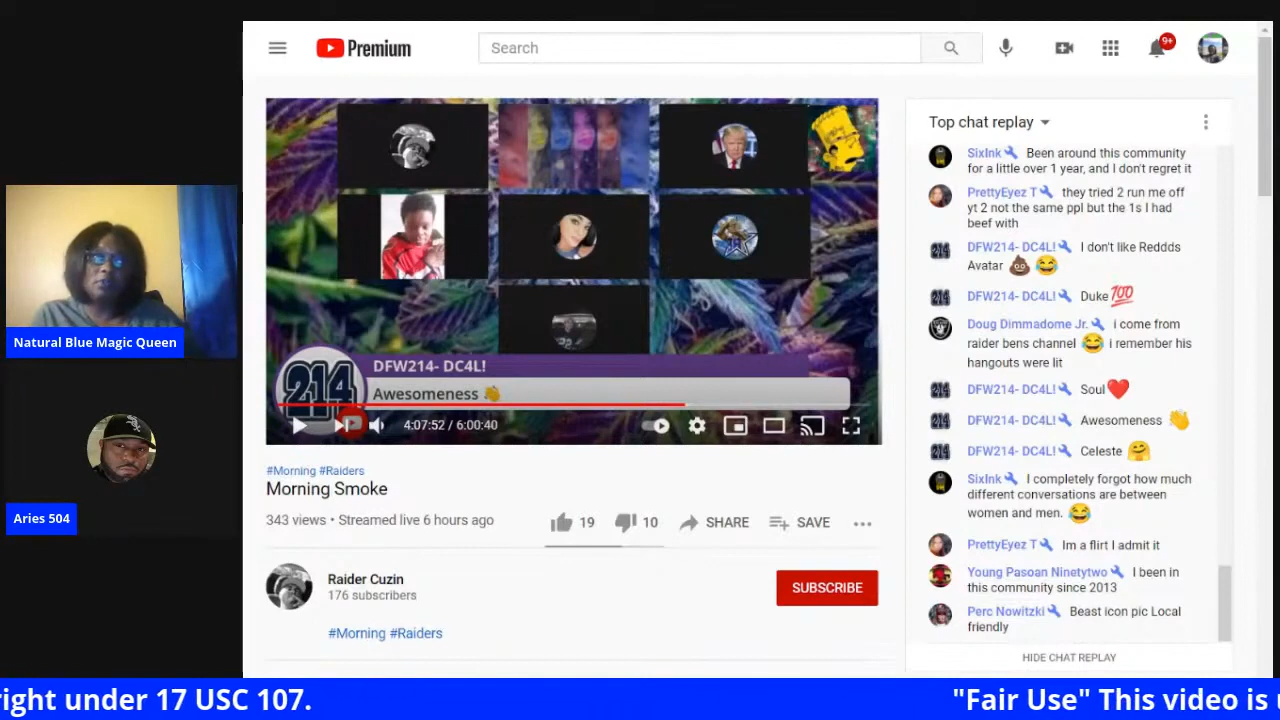 Premium
Search
9+
Natural Blue Magic Queen
Aries 504
214
DFW214- DC4L!
Awesomeness 👏
4:07:52 / 6:00:40
#Morning #Raiders
Morning Smoke
343 views • Streamed live 6 hours ago
19
10
SHARE
SAVE
Raider Cuzin
176 subscribers
SUBSCRIBE
#Morning #Raiders
Top chat replay
SixInk Been around this community
for a little over 1 year, and I don't regret it
PrettyEyez T they tried 2 run me off
yt 2 not the same ppl but the 1s I had
beef with
DFW214- DC4L! I don't like Reddds
Avatar 💩😂
DFW214- DC4L! Duke💯
Doug Dimmadome Jr. i come from
raider bens channel 😂 i remember his
hangouts were lit
DFW214- DC4L! Soul❤️
DFW214- DC4L! Awesomeness 👏
DFW214- DC4L! Celeste 🤗
SixInk I completely forgot how much
different conversations are between
women and men. 😂
PrettyEyez T Im a flirt I admit it
Young Pasoan Ninetytwo I been in
this community since 2013
Perc Nowitzki Beast icon pic Local
friendly
HIDE CHAT REPLAY
right under 17 USC 107.
"Fair Use" This video is